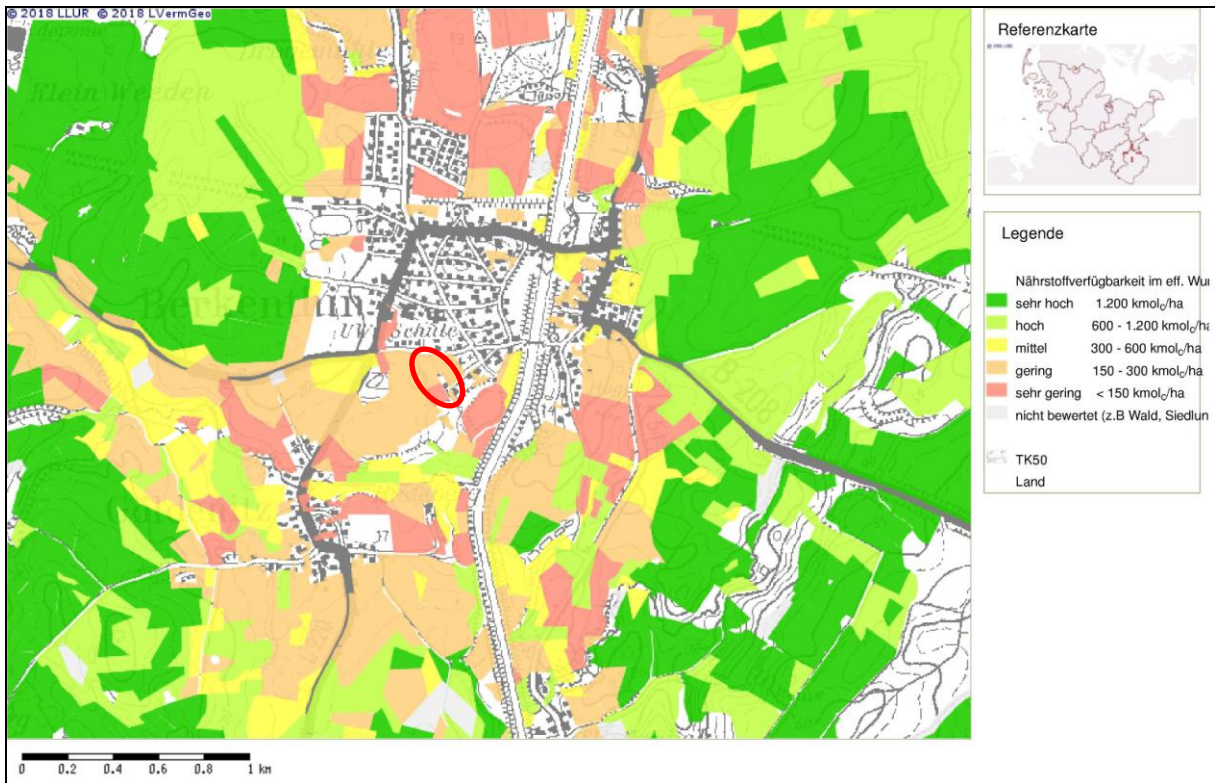 © 2018 LLUR © 2018 LVermGeo
Klein Weeden
Berkenthin
Schule
B 208
17
0 0.2 0.4 0.6 0.8 1 km
Referenzkarte
Legende
Nährstoffverfügbarkeit im eff. Wur
sehr hoch 1.200 kmolc/ha
hoch 600 - 1.200 kmolc/ha
mittel 300 - 600 kmolc/ha
gering 150 - 300 kmolc/ha
sehr gering < 150 kmolc/ha
nicht bewertet (z.B Wald, Siedlun
TK50
Land